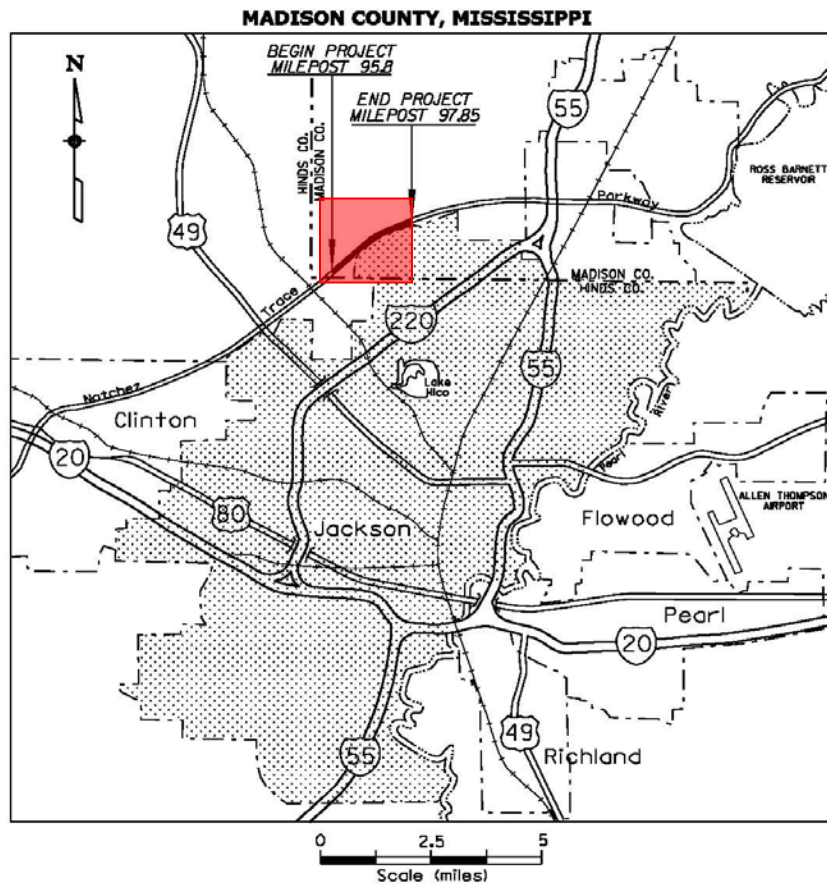 MADISON COUNTY, MISSISSIPPI
BEGIN PROJECT
MILEPOST 95.8
N
END PROJECT
MILEPOST 97.85
55
HINDS CO.
MADISON CO.
ROSS BARNETT
RESERVOIR
Parkway
49
MADISON CO.
HINDS CO.
Trace
220
55
Lake
Hico
Natchez
River
Clinton
Pearl
20
80
ALLEN THOMPSON
AIRPORT
Jackson
Flowood
Pearl
20
49
55
Richland
0
2.5
5
Scale (miles)